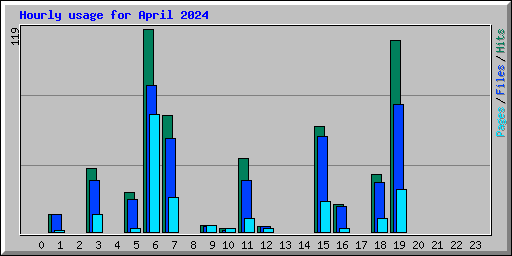 Hourly usage for April 2024
119
Pages/Files/Hits
0 1 2 3 4 5 6 7 8 9 10 11 12 13 14 15 16 17 18 19 20 21 22 23